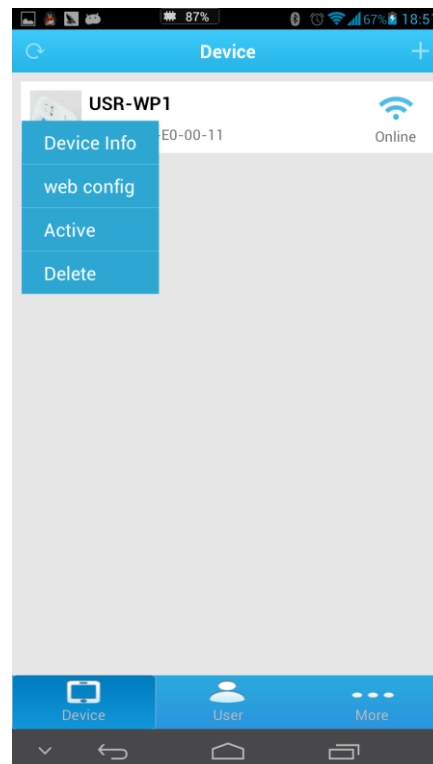 87%
67% 18:5
Device
USR-WP1
-E0-00-11
Online
Device Info
web config
Active
Delete
Device
User
More